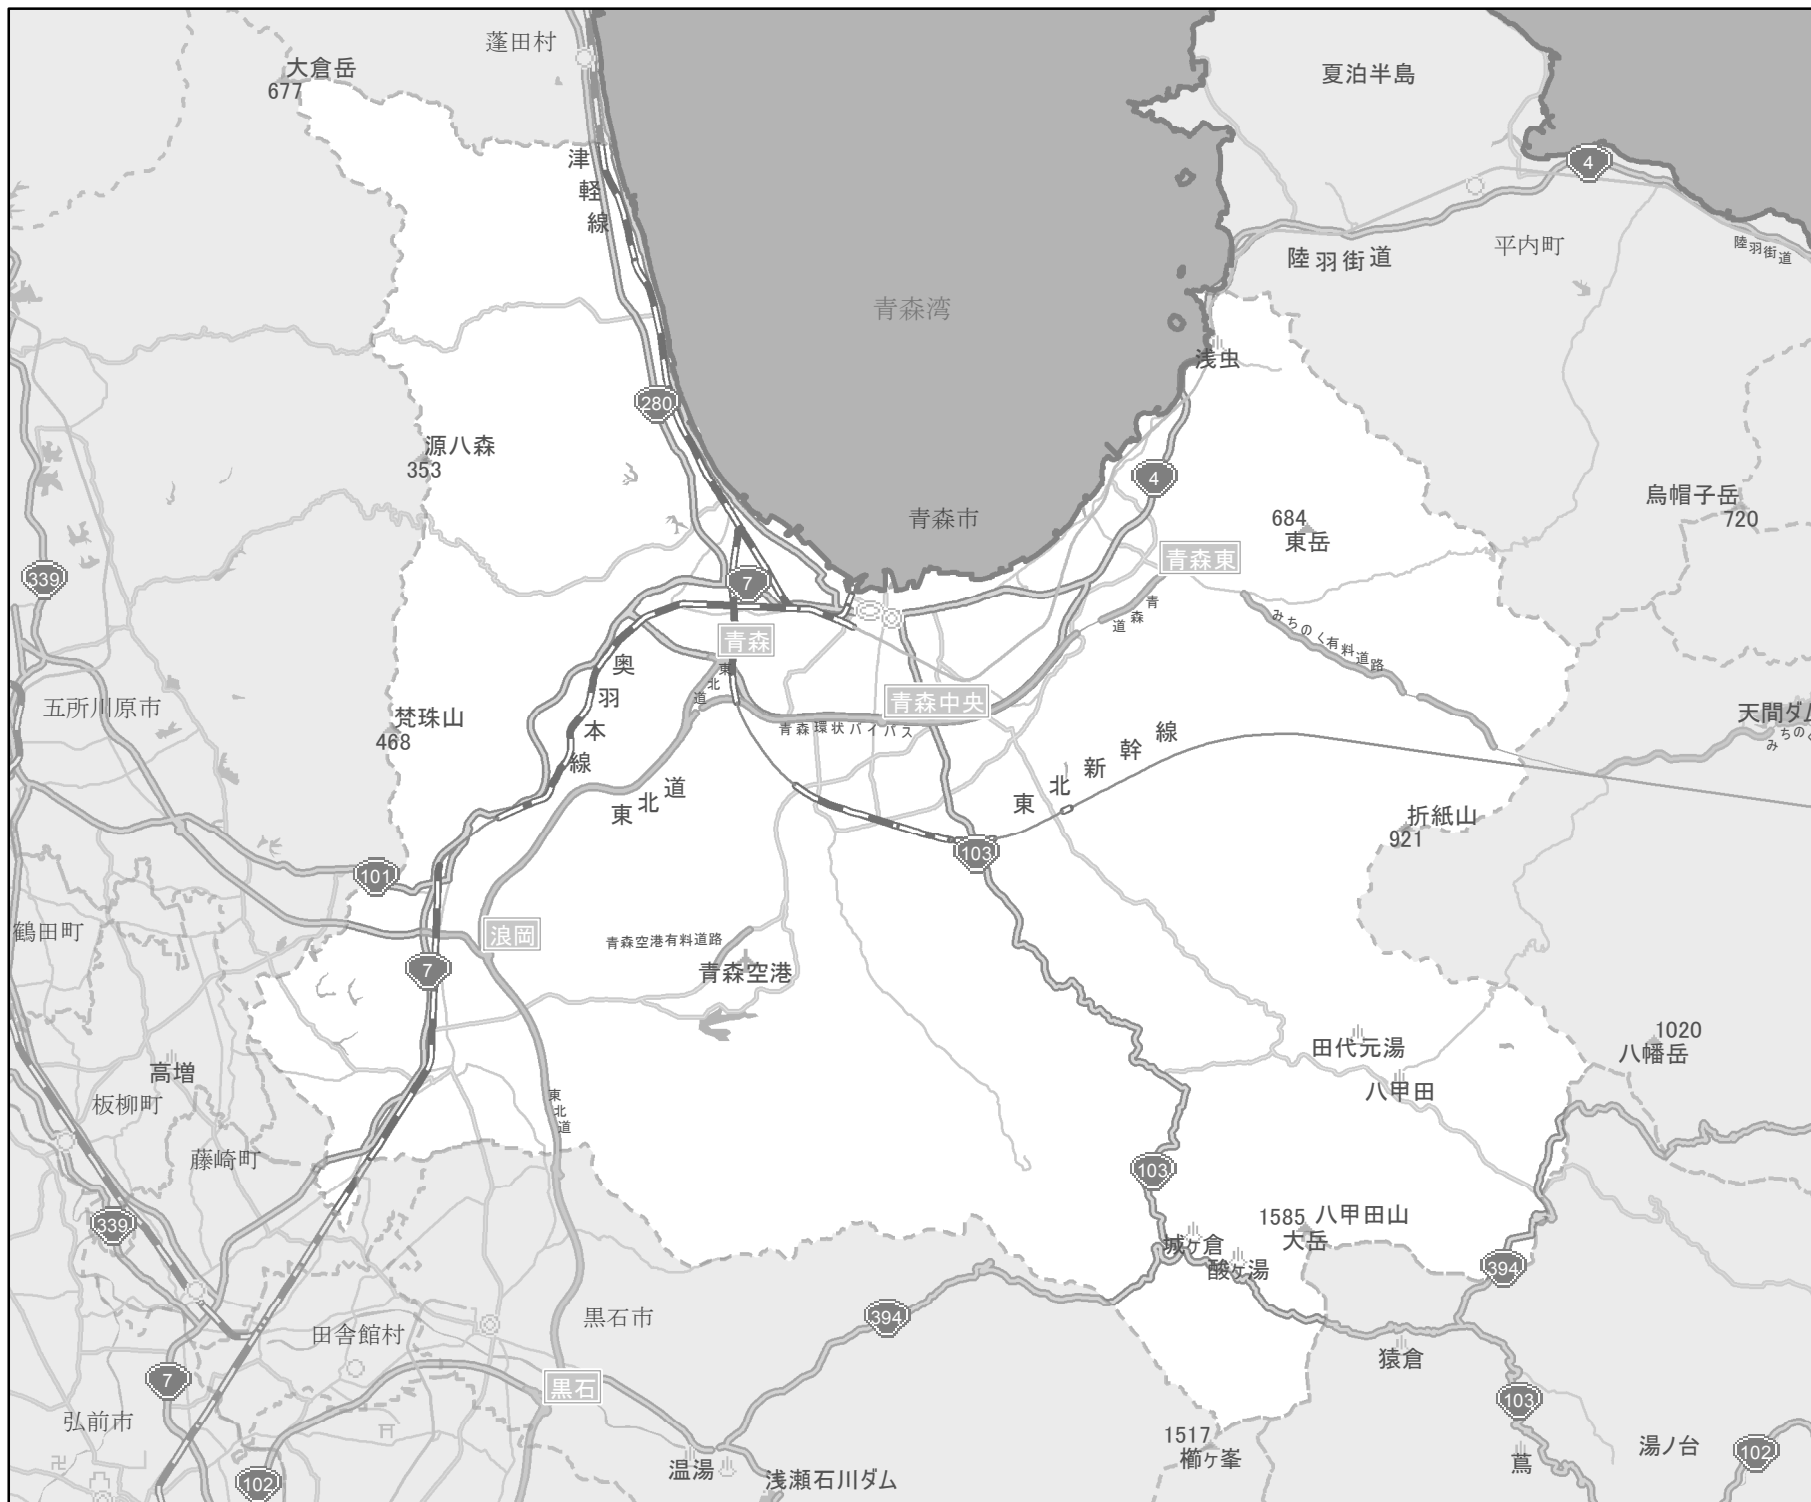 蓬田村
大倉岳
677
夏泊半島
津軽線
4
平内町
陸羽街道
陸羽街道
青森湾
浅虫
280
源八森
353
4
烏帽子岳
720
青森市
684
東岳
青森東
339
7
青森
青森道
みちのく有料道路
奥羽本線
東北道
五所川原市
梵珠山
468
青森中央
青森環状バイパス
天間ダム
みちのく
東北新幹線
東北道
折紙山
921
103
101
鶴田町
浪岡
青森空港有料道路
青森空港
7
1020
八幡岳
田代元湯
八甲田
高増
板柳町
東北道
藤崎町
103
339
1585
八甲田山
大岳
城ヶ倉
酸ヶ湯
394
黒石市
394
田舎館村
猿倉
7
黒石
103
弘前市
1517
櫛ヶ峯
湯ノ台
102
蔦
温湯
浅瀬石川ダム
102